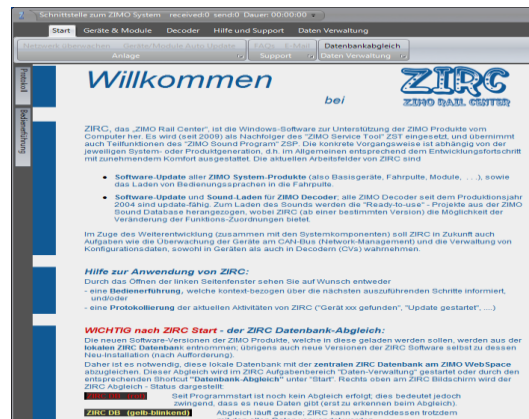 Schnittstelle zum ZIMO System received:0 send:0 Dauer: 00:00:00
Start Geräte & Module Decoder Hilfe und Support Daten Verwaltung
Netzwerk überwachen Geräte/Module Auto Update FAQs E-Mail Datenbankabgleich
Anlage Support Daten Verwaltung
Protokoll
Bedienerführung
Willkommen
bei
ZIRC
ZIMO RAIL CENTER
ZIRC, das „ZIMO Rail Center", ist die Windows-Software zur Unterstützung der ZIMO Produkte vom
Computer her. Es wird (seit 2009) als Nachfolger des "ZIMO Service Tool" ZST eingesetzt, und übernimmt
auch Teilfunktionen des "ZIMO Sound Program" ZSP. Die konkrete Vorgangsweise ist abhängig von der
jeweiligen System- oder Produktgeneration, d.h. im Allgemeinen entsprechend dem Entwicklungsfortschritt
mit zunehmendem Komfort ausgestattet. Die aktuellen Arbeitsfelder von ZIRC sind
• Software-Update aller ZIMO System-Produkte (also Basisgeräte, Fahrpulte, Module, . . .), sowie
das Laden von Bedienungssprachen in die Fahrpulte.
• Software-Update und Sound-Laden für ZIMO Decoder; alle ZIMO Decoder seit dem Produktionsjahr
2004 sind update-fähig. Zum Laden des Sounds werden die "Ready-to-use" - Projekte aus der ZIMO
Sound Database herangezogen, wobei ZIRC (ab einer bestimmten Version) die Möglichkeit der
Veränderung der Funktions-Zuordnungen bietet.
Im Zuge des Weiterentwicklung (zusammen mit den Systemkomponenten) soll ZIRC in Zukunft auch
Aufgaben wie die Überwachung der Geräte am CAN-Bus (Network-Management) und die Verwaltung von
Konfigurationsdaten, sowohl in Geräten als auch in Decodern (CVs) wahrnehmen.
Hilfe zur Anwendung von ZIRC:
Durch das Öffnen der linken Seitenfenster sehen Sie auf Wunsch entweder
- eine Bedienerführung, welche kontext-bezogen über die nächsten auszuführenden Schritte informiert,
und/oder
- eine Protokollierung der aktuellen Aktivitäten von ZIRC ("Gerät xxx gefunden", "Update gestartet", ....)
WICHTIG nach ZIRC Start - der ZIRC Datenbank-Abgleich:
Die neuen Software-Versionen der ZIMO Produkte, welche in diese geladen werden sollen, werden aus der
lokalen ZIRC Datenbank entnommen; übrigens auch neue Versionen der ZIRC Software selbst zu dessen
Neu-Installation (nach Aufforderung).
Daher ist es notwendig, diese lokale Datenbank mit der zentralen ZIRC Datenbank am ZIMO WebSpace
abzugleichen. Dieser Abgleich wird im ZIRC Aufgabenbereich "Daten-Verwaltung" gestartet oder durch den
entsprechenden Shortcut "Datenbank-Abgleich" unter "Start". Rechts oben am ZIRC Bildschirm wird der
ZIRC Abgleich - Status dargestellt:
ZIRC DB (rot) Seit Programmstart ist noch kein Abgleich erfolgt; dies bedeutet jedoch
zwingend, dass es neue Daten gibt (erst zu erkennen beim Abgleich).
ZIRC DB (gelb-blinkend) Abgleich läuft gerade; ZIRC kann währenddessen trotzdem